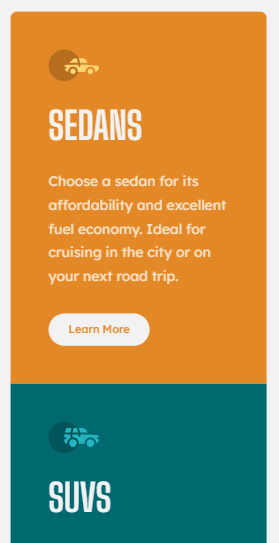 SEDANS
Choose a sedan for its
affordability and excellent
fuel economy. Ideal for
cruising in the city or on
your next road trip.
Learn More
SUVS